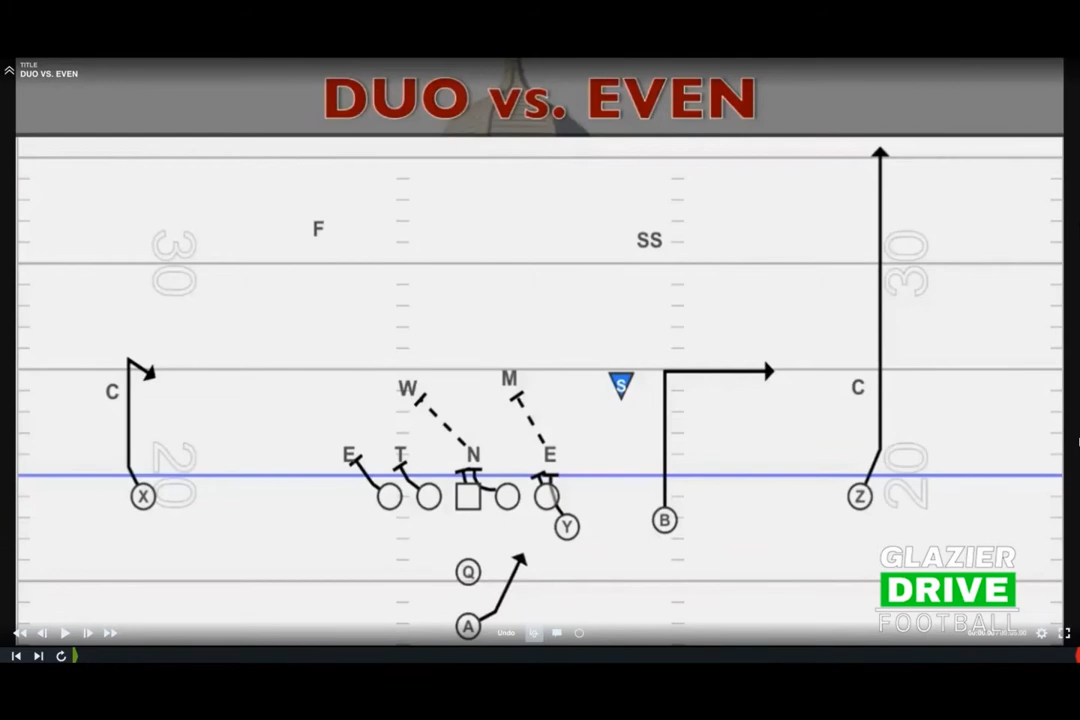 TITLE
DUO VS. EVEN
DUO vs. EVEN
F
SS
30
30
C
W
M
S
C
E
T
N
E
20
20
X
Z
B
Y
Q
A
GLAZIER
DRIVE
FOOTBALL
Undo